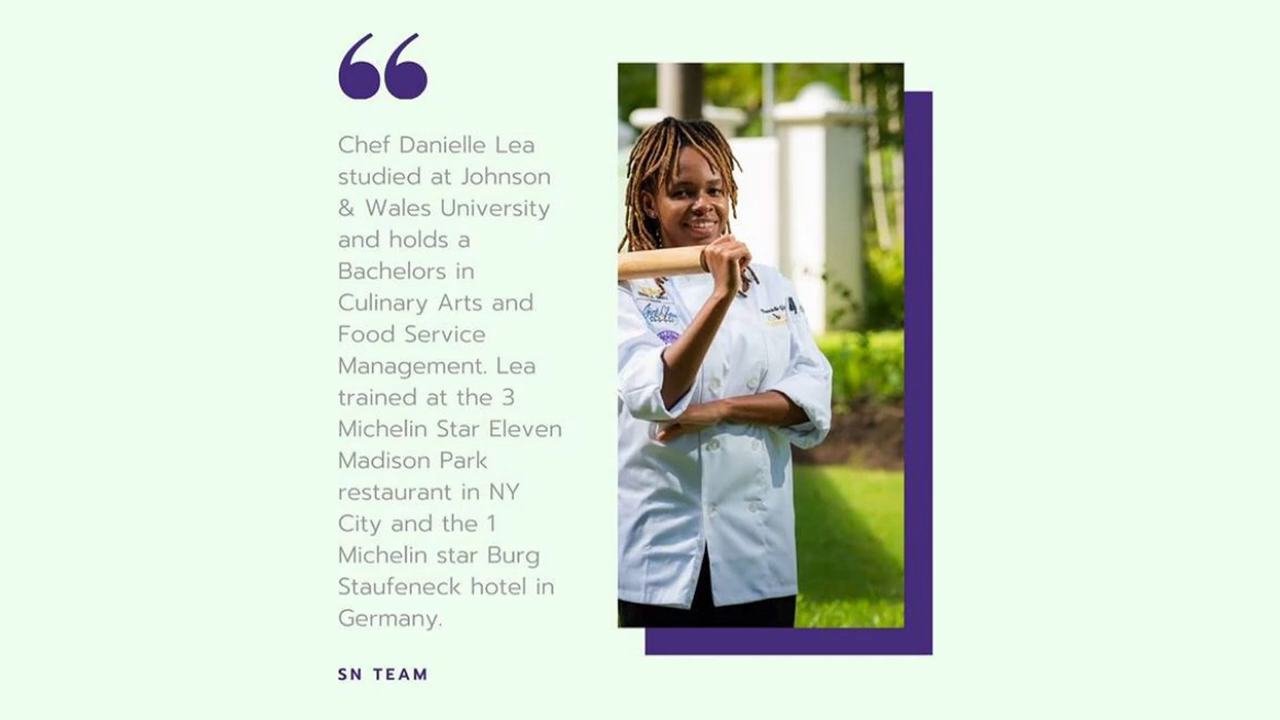 Chef Danielle Lea
studied at Johnson
& Wales University
and holds a
Bachelors in
Culinary Arts and
Food Service
Management. Lea
trained at the 3
Michelin Star Eleven
Madison Park
restaurant in NY
City and the 1
Michelin star Burg
Staufeneck hotel in
Germany.
SN TEAM